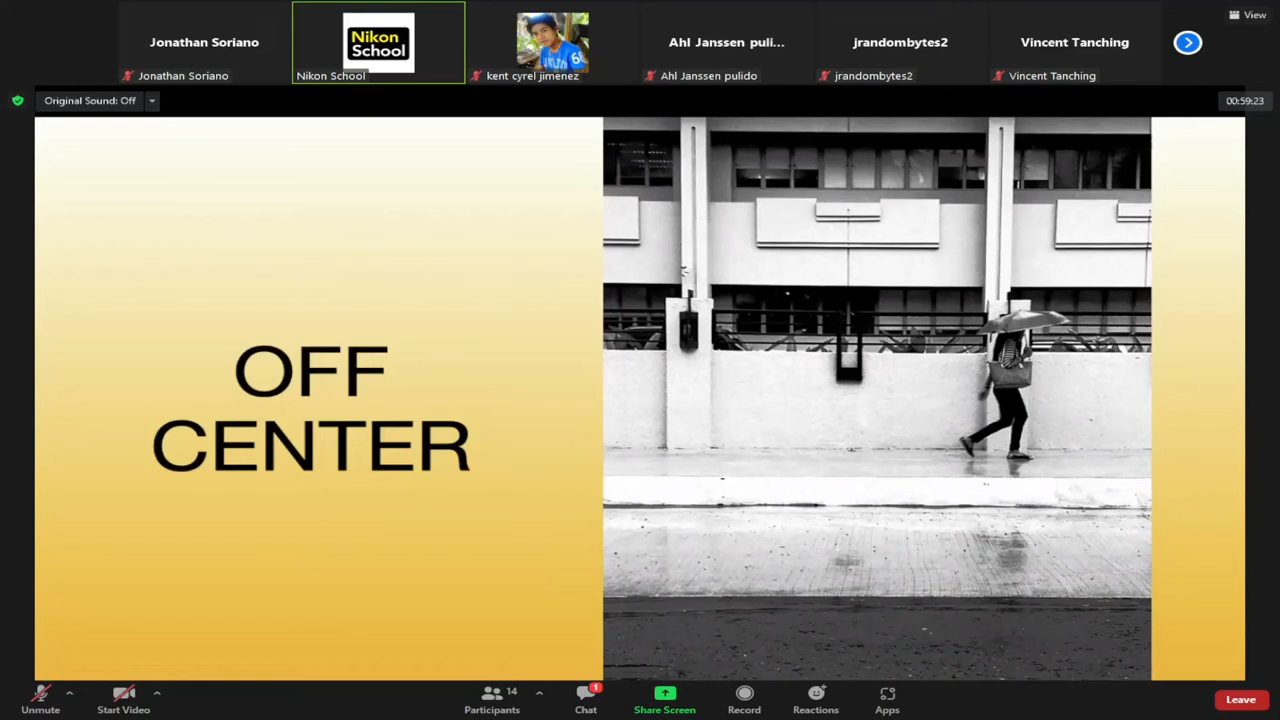 Jonathan Soriano
Nikon
School
Ahl Janssen puli...
jrandombytes2
Vincent Tanching
View
Jonathan Soriano
Nikon School
kent cyrel jimenez
Ahl Janssen pulido
jrandombytes2
Vincent Tanching
Original Sound: Off
00:59:23
OFF
CENTER
Unmute
Start Video
Participants
14
Chat
1
Share Screen
Record
Reactions
Apps
Leave